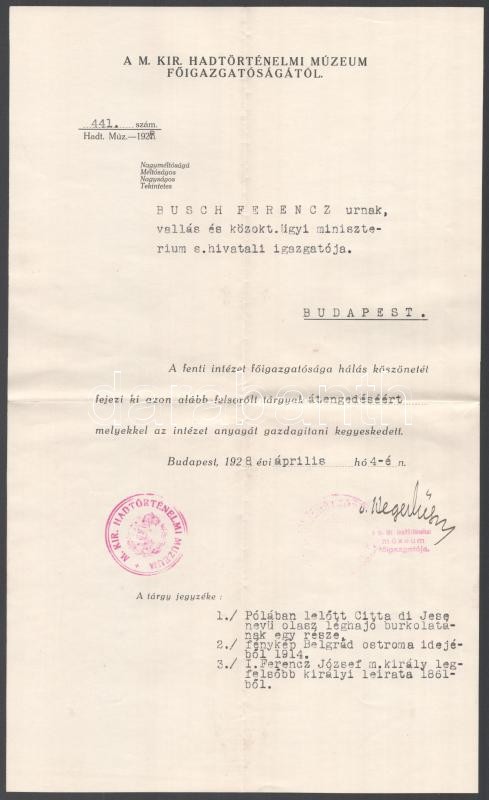 A M. KIR. HADTÖRTÉNELMI MÚZEUM
FŐIGAZGATÓSÁGÁTÓL.
441. szám.
Hadt. Múz.—1928
Nagyméltóságú
Méltóságos
Nagyságos
Tekintetes
BUSCH FERENCZ urnak,
vallás és közokt.ügyi miniszte-
rium s.hivatali igazgatója.
BUDAPEST.
A fenti intézet főigazgatósága hálás köszönetét
fejezi ki azon alább felsorolt tárgyak átengedéséért
melyekkel az intézet anyagát gazdagitani kegyeskedett.
Budapest, 1928 évi április hó 4-é n.
M. KIR. HADTÖRTÉNELMI MÚZEUM
múzeum
főigazgatója.
A tárgy jegyzéke :
1./ Pólában lelőtt Citta di Jese
nevü olasz léghajó burkolatá-
nak egy része.
2./ fénykép Belgrád ostroma idejé-
ből 1914.
3./ I.Ferencz József m.király leg-
felsőbb királyi leirata 1861-
ből.
darabanth